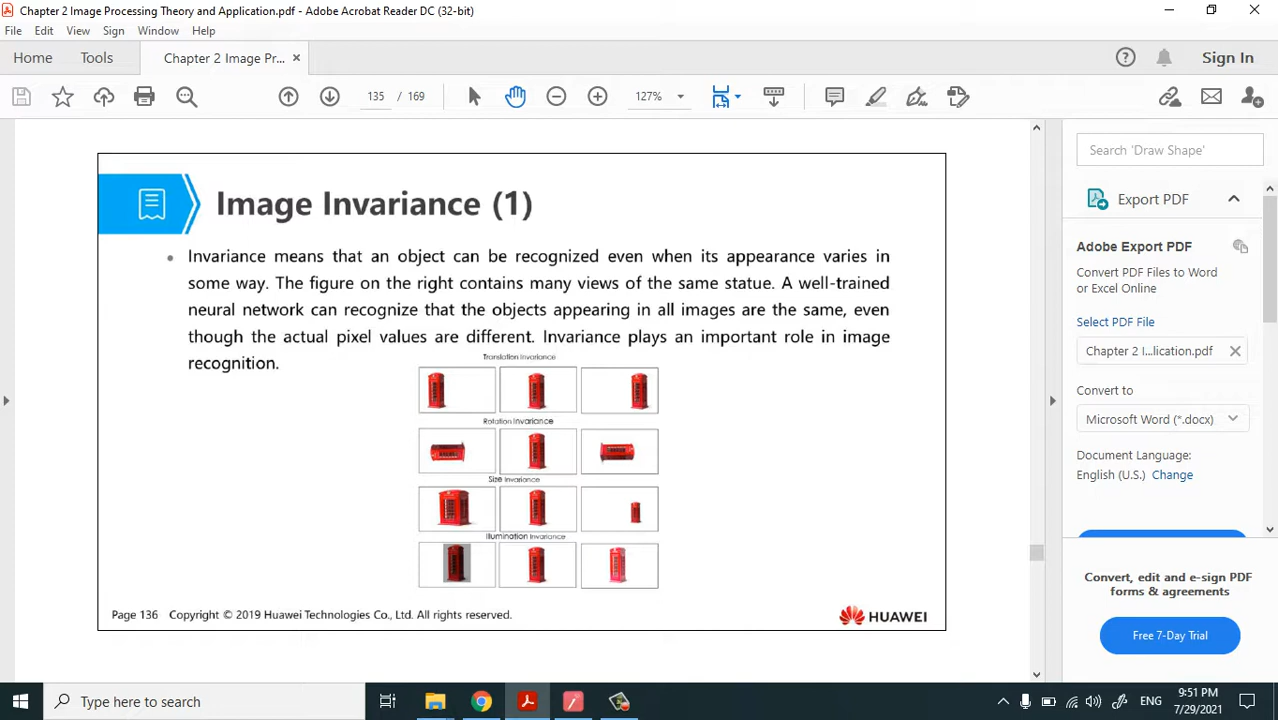 Chapter 2 Image Processing Theory and Application.pdf - Adobe Acrobat Reader DC (32-bit)
File Edit View Sign Window Help
Home Tools Chapter 2 Image Pr... Sign In
135 / 169 127%
Search 'Draw Shape'
Export PDF
Adobe Export PDF
Convert PDF Files to Word
or Excel Online
Select PDF File
Chapter 2 I...lication.pdf
Convert to
Microsoft Word (*.docx)
Document Language:
English (U.S.) Change
Convert, edit and e-sign PDF
forms & agreements
Free 7-Day Trial
Image Invariance (1)
Invariance means that an object can be recognized even when its appearance varies in
some way. The figure on the right contains many views of the same statue. A well-trained
neural network can recognize that the objects appearing in all images are the same, even
though the actual pixel values are different. Invariance plays an important role in image
recognition.
Translation Invariance
Rotation Invariance
Size Invariance
Illumination Invariance
Page 136 Copyright © 2019 Huawei Technologies Co., Ltd. All rights reserved.
HUAWEI
Type here to search
ENG
9:51 PM
7/29/2021